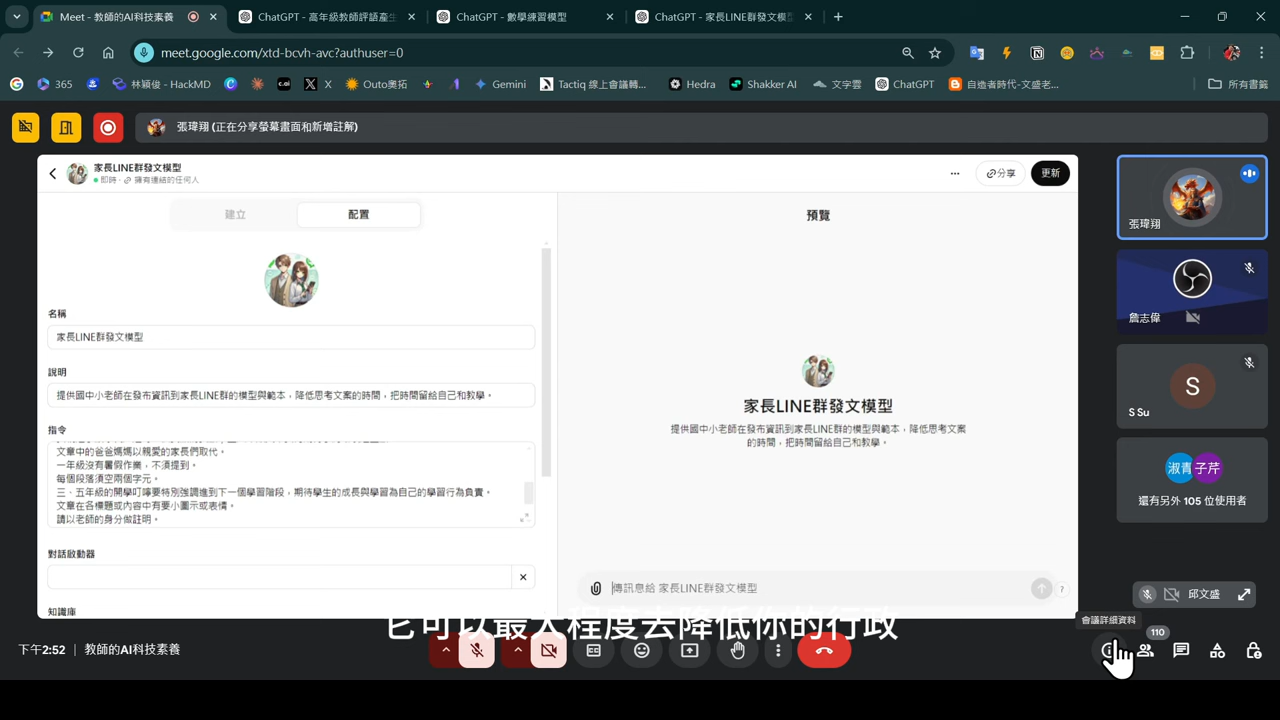 Meet - 教師的AI科技素養
ChatGPT - 高年級教師評語產生
ChatGPT - 數學練習模型
ChatGPT - 家長LINE群發文模型
meet.google.com/xtd-bcvh-avc?authuser=0
365
林穎俊 - HackMD
c.ai
X
Outo奧拓
Gemini
Tactiq 線上會議轉...
Hedra
Shakker AI
文字雲
ChatGPT
自造者時代-文盛老...
所有書籤
張瑋翔 (正在分享螢幕畫面和新增註解)
家長LINE群發文模型
即時・擁有連結的任何人
分享
更新
建立
配置
預覽
名稱
家長LINE群發文模型
說明
提供國中小老師在發布資訊到家長LINE群的模型與範本，降低思考文案的時間，把時間留給自己和教學。
指令
文章中的爸爸媽媽以親愛的家長們取代。
一年級沒有暑假作業，不須提到。
每個段落須空兩個字元。
三、五年級的開學叮嚀要特別強調進到下一個學習階段，期待學生的成長與學習為自己的學習行為負責。
文章在各標題或內容中有要小圖示或表情。
請以老師的身分做註明。
對話啟動器
知識庫
家長LINE群發文模型
提供國中小老師在發布資訊到家長LINE群的模型與範本，降低思考文案
的時間，把時間留給自己和教學。
傳訊息給 家長LINE群發文模型
?
張瑋翔
詹志偉
S
S Su
淑青
子芹
還有另外 105 位使用者
邱文盛
會議詳細資料
110
它可以最大程度去降低你的行政
下午2:52
教師的AI科技素養